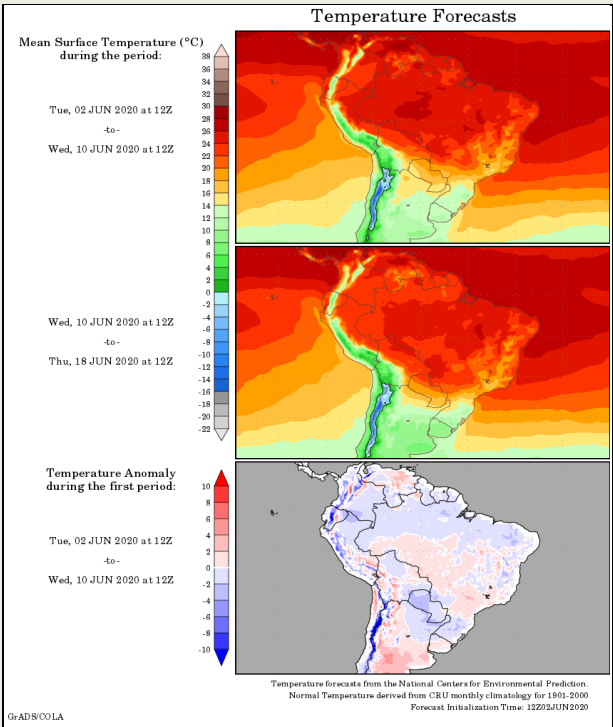 Temperature Forecasts
Mean Surface Temperature (°C)
during the period:
Tue, 02 JUN 2020 at 12Z
-to-
Wed, 10 JUN 2020 at 12Z
38
36
34
32
30
28
26
24
22
20
18
16
14
12
10
8
6
4
2
0
-2
-4
-6
-8
-10
-12
-14
-16
-18
-20
-22
Wed, 10 JUN 2020 at 12Z
-to-
Thu, 18 JUN 2020 at 12Z
Temperature Anomaly
during the first period:
Tue, 02 JUN 2020 at 12Z
-to-
Wed, 10 JUN 2020 at 12Z
10
8
6
4
2
0
-2
-4
-6
-8
-10
Temperature forecasts from the National Centers for Environmental Prediction.
Normal Temperature derived from CRU monthly climatology for 1901-2000
Forecast Initialization Time: 12Z02JUN2020
GrADS/COLA